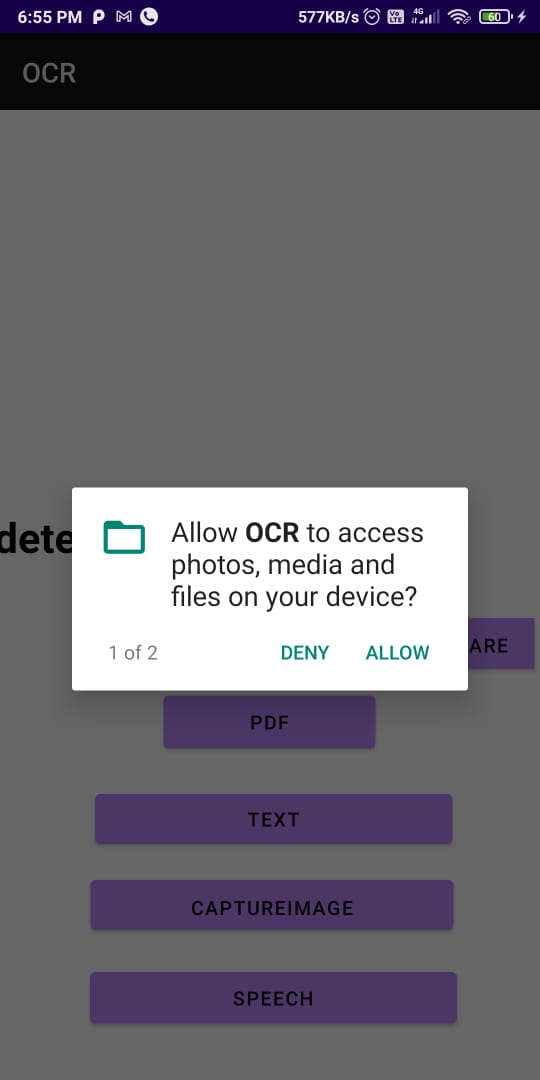 6:55 PM 577KB/s Vo LTE 4G 60
OCR
Allow OCR to access
photos, media and
files on your device?
dete
1 of 2 DENY ALLOW
ARE
PDF
TEXT
CAPTUREIMAGE
SPEECH